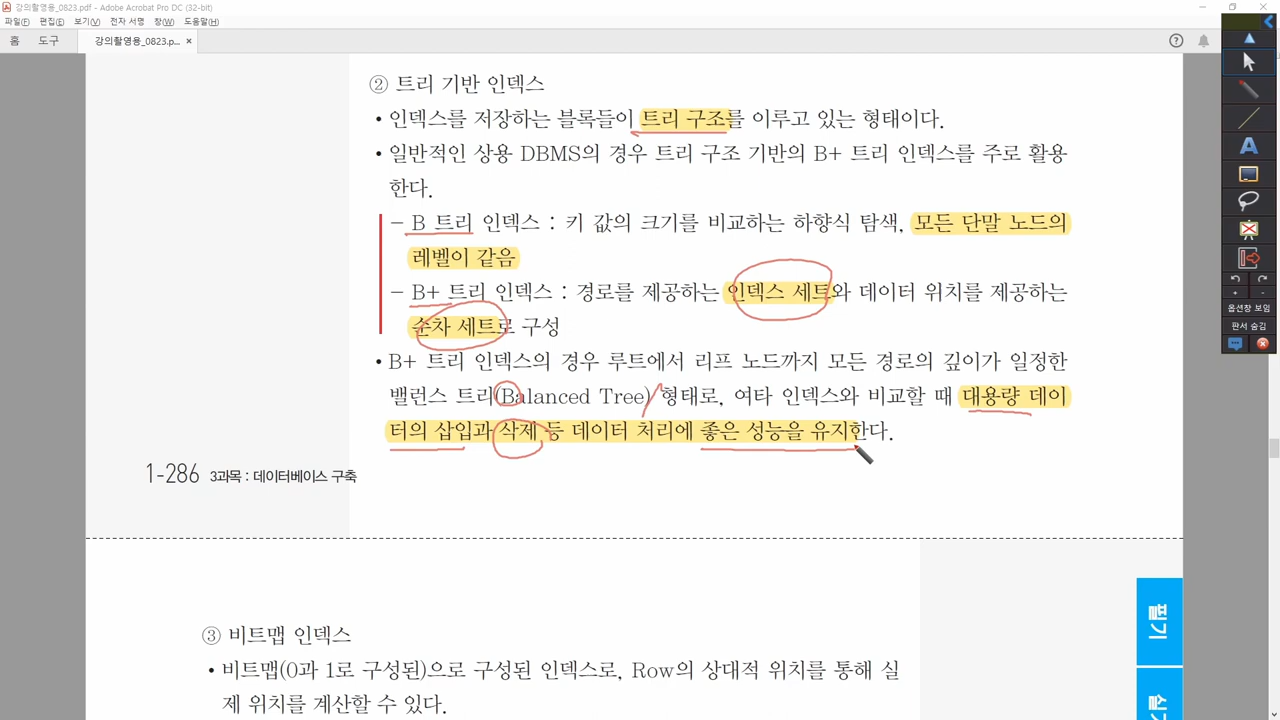 강의촬영용_0823.pdf - Adobe Acrobat Pro DC (32-bit)
파일(F) 편집(E) 보기(V) 전자 서명 창(W) 도움말(H)
홈 도구 강의촬영용_0823.p... ×
② 트리 기반 인덱스
• 인덱스를 저장하는 블록들이 트리 구조를 이루고 있는 형태이다.
• 일반적인 상용 DBMS의 경우 트리 구조 기반의 B+ 트리 인덱스를 주로 활용
한다.
- B 트리 인덱스 : 키 값의 크기를 비교하는 하향식 탐색, 모든 단말 노드의
레벨이 같음
- B+ 트리 인덱스 : 경로를 제공하는 인덱스 세트와 데이터 위치를 제공하는
순차 세트로 구성
• B+ 트리 인덱스의 경우 루트에서 리프 노드까지 모든 경로의 깊이가 일정한
밸런스 트리(Balanced Tree) 형태로, 여타 인덱스와 비교할 때 대용량 데이
터의 삽입과 삭제 등 데이터 처리에 좋은 성능을 유지한다.
1-286 3과목 : 데이터베이스 구축
③ 비트맵 인덱스
• 비트맵(0과 1로 구성된)으로 구성된 인덱스로, Row의 상대적 위치를 통해 실
제 위치를 계산할 수 있다.
필기
옵션창 보임
판서 숨김